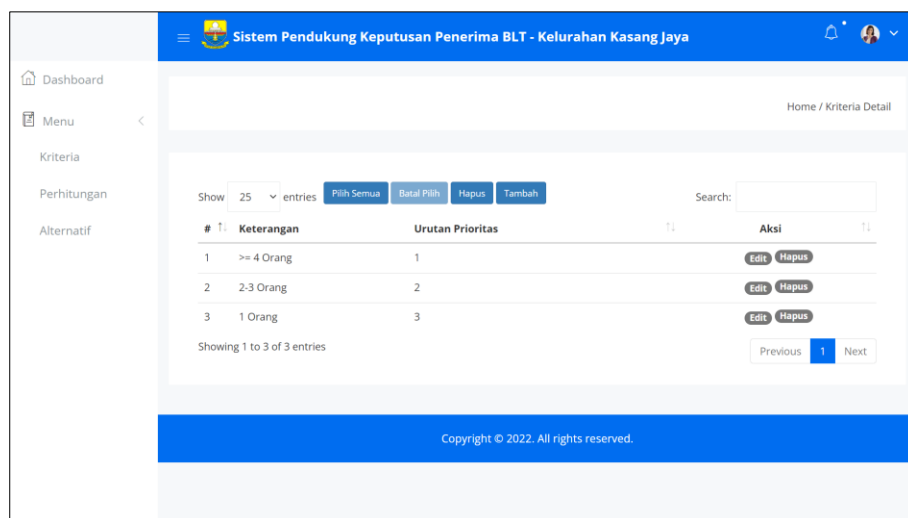 Sistem Pendukung Keputusan Penerima BLT - Kelurahan Kasang Jaya
Dashboard
Menu
Kriteria
Perhitungan
Alternatif
Home / Kriteria Detail
Show 25 entries Pilih Semua Batal Pilih Hapus Tambah Search:
# Keterangan Urutan Prioritas Aksi
1 >= 4 Orang 1 Edit Hapus
2 2-3 Orang 2 Edit Hapus
3 1 Orang 3 Edit Hapus
Showing 1 to 3 of 3 entries Previous 1 Next
Copyright © 2022. All rights reserved.